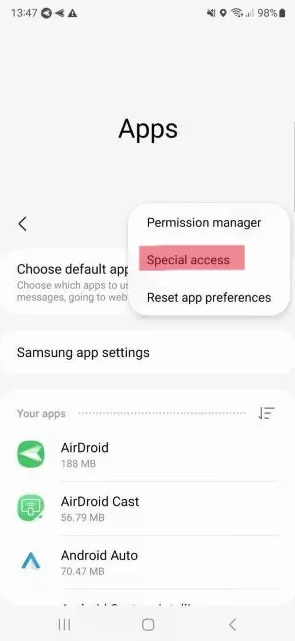 13:47
98%
Apps
Permission manager
Special access
Reset app preferences
Choose default app
Choose which apps to us
messages, going to web
Samsung app settings
Your apps
AirDroid
188 MB
AirDroid Cast
56.79 MB
Android Auto
70.47 MB